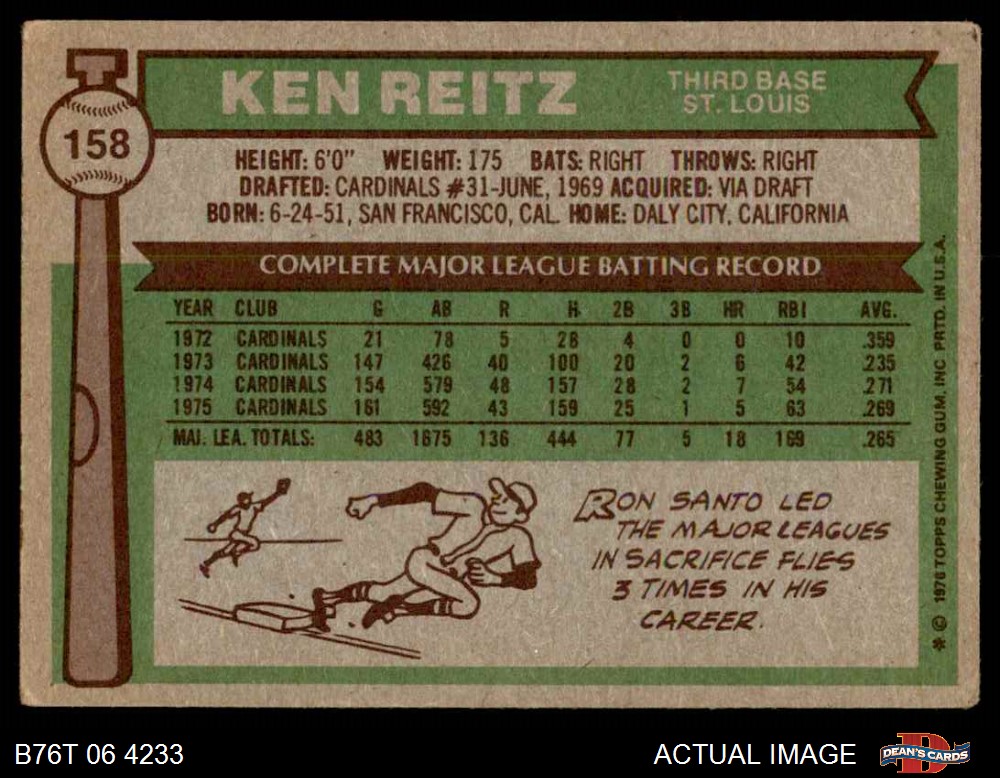 158
KEN REITZ
THIRD BASE
ST. LOUIS
HEIGHT: 6'0" WEIGHT: 175 BATS: RIGHT THROWS: RIGHT
DRAFTED: CARDINALS #31-JUNE, 1969 ACQUIRED: VIA DRAFT
BORN: 6-24-51, SAN FRANCISCO, CAL. HOME: DALY CITY, CALIFORNIA
COMPLETE MAJOR LEAGUE BATTING RECORD
YEAR CLUB G AB R H 2B 3B HR RBI AVG.
1972 CARDINALS 21 78 5 28 4 0 0 10 .359
1973 CARDINALS 147 426 40 100 20 2 6 42 .235
1974 CARDINALS 154 579 48 157 28 2 7 54 .271
1975 CARDINALS 161 592 43 159 25 1 5 63 .269
MAJ. LEA. TOTALS: 483 1675 136 444 77 5 18 169 .265
RON SANTO LED
THE MAJOR LEAGUES
IN SACRIFICE FLIES
3 TIMES IN HIS
CAREER.
* © 1976 TOPPS CHEWING GUM, INC PRTD. IN U.S.A.
B76T 06 4233
ACTUAL IMAGE
DEAN'S CARDS